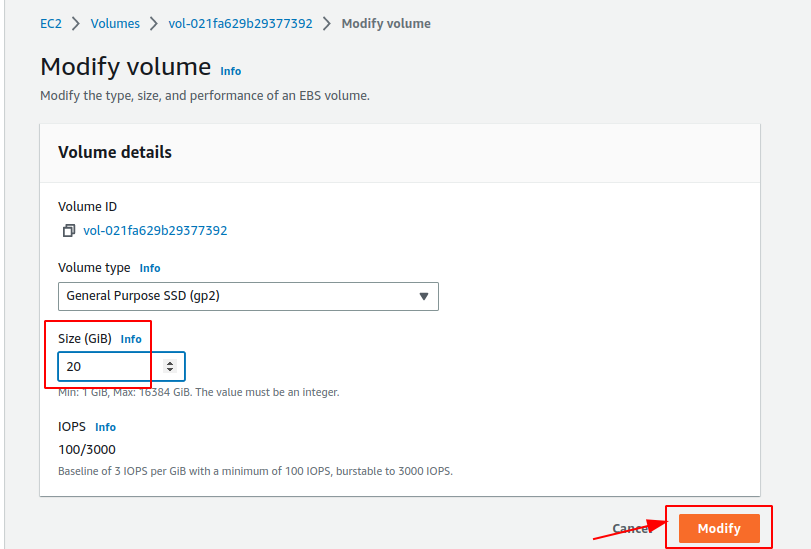 EC2 > Volumes > vol-021fa629b29377392 > Modify volume
Modify volume Info
Modify the type, size, and performance of an EBS volume.
Volume details
Volume ID
vol-021fa629b29377392
Volume type Info
General Purpose SSD (gp2)
Size (GiB) Info
20
Min: 1 GiB, Max: 16384 GiB. The value must be an integer.
IOPS Info
100/3000
Baseline of 3 IOPS per GiB with a minimum of 100 IOPS, burstable to 3000 IOPS.
Cancel Modify